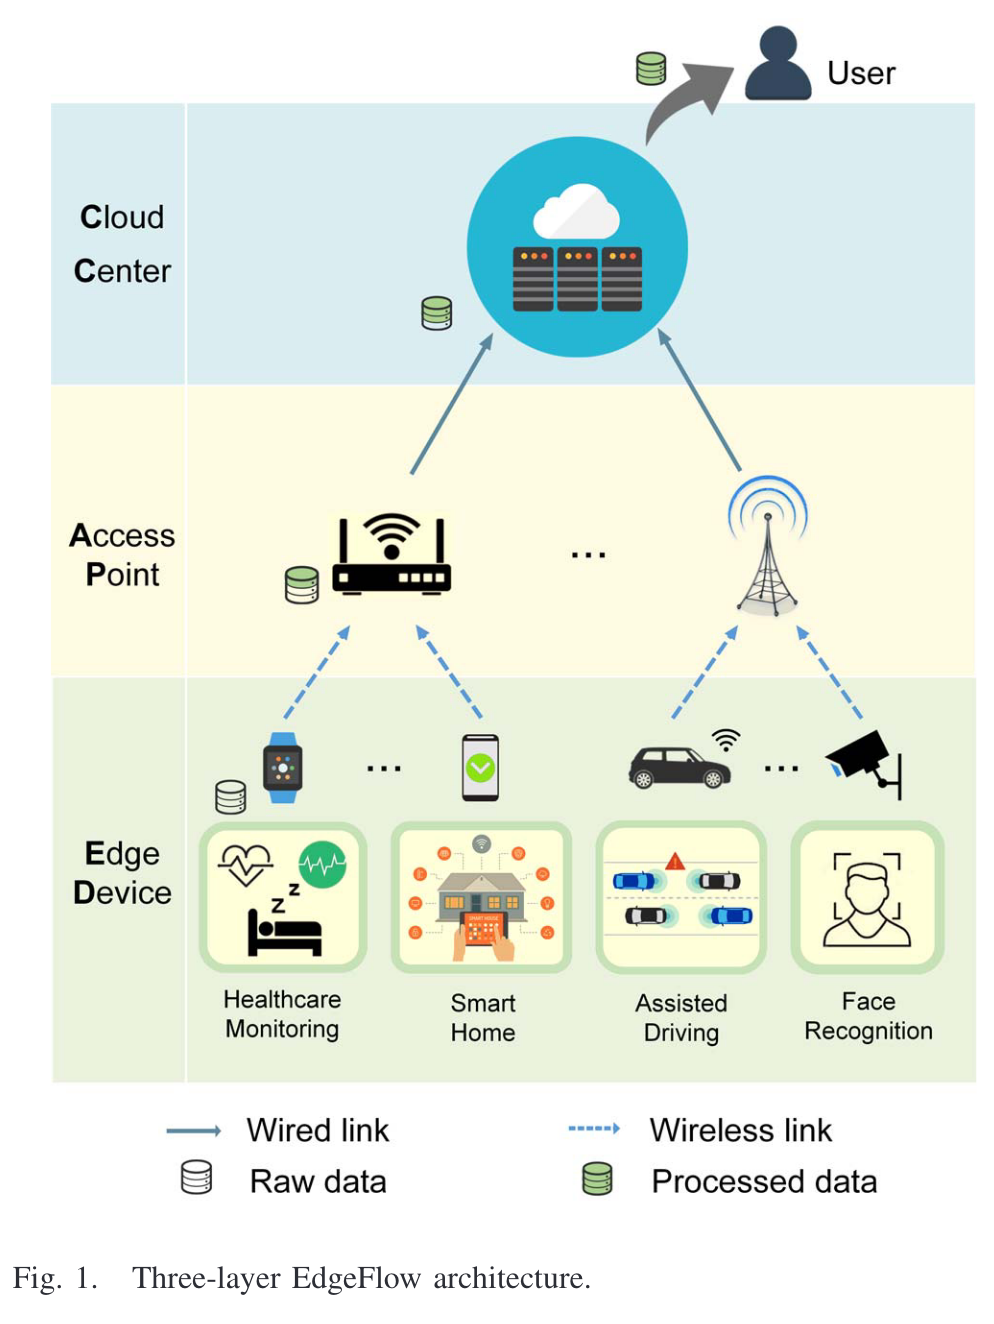 User
Cloud
Center
Access
Point
Edge
Device
z
z
SMART HOUSE
Healthcare
Monitoring
Smart
Home
Assisted
Driving
Face
Recognition
Wired link
Wireless link
Raw data
Processed data
Fig. 1. Three-layer EdgeFlow architecture.